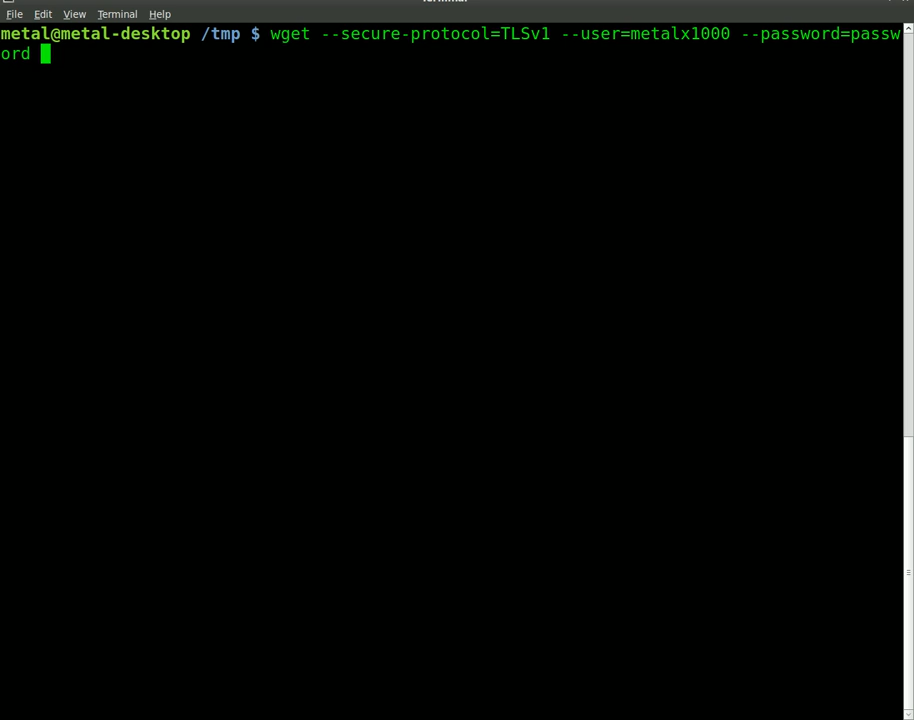 File Edit View Terminal Help
metal@metal-desktop /tmp $ wget --secure-protocol=TLSv1 --user=metalx1000 --password=passw
ord